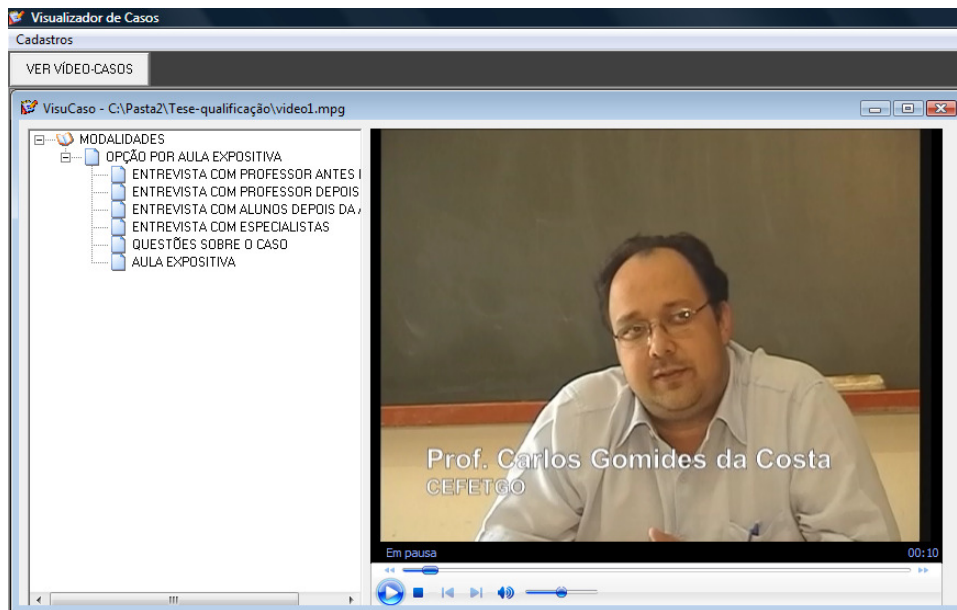 Visualizador de Casos
Cadastros
VER VÍDEO-CASOS
VisuCaso - C:\Pasta2\Tese-qualificação\video1.mpg
MODALIDADES
OPÇÃO POR AULA EXPOSITIVA
ENTREVISTA COM PROFESSOR ANTES
ENTREVISTA COM PROFESSOR DEPOIS
ENTREVISTA COM ALUNOS DEPOIS DA
ENTREVISTA COM ESPECIALISTAS
QUESTÕES SOBRE O CASO
AULA EXPOSITIVA
Prof. Carlos Gomides da Costa
CEFETGO
Em pausa
00:10